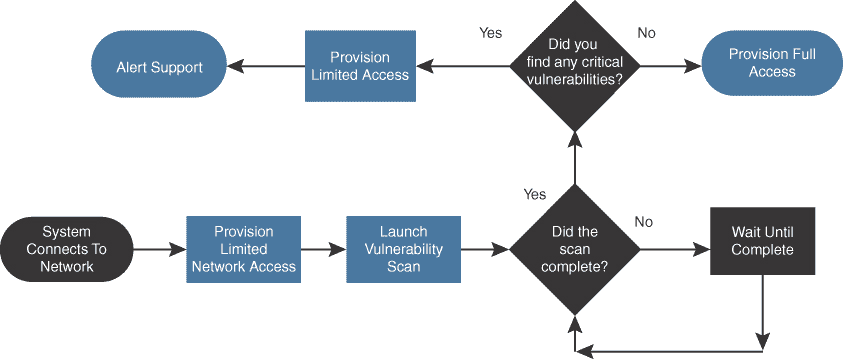 Yes
Did you
find any critical
vulnerabilities?
No
Alert Support
Provision
Limited Access
Provision Full
Access
System
Connects To
Network
Provision
Limited
Network Access
Launch
Vulnerability
Scan
Yes
Did the
scan
complete?
No
Wait Until
Complete